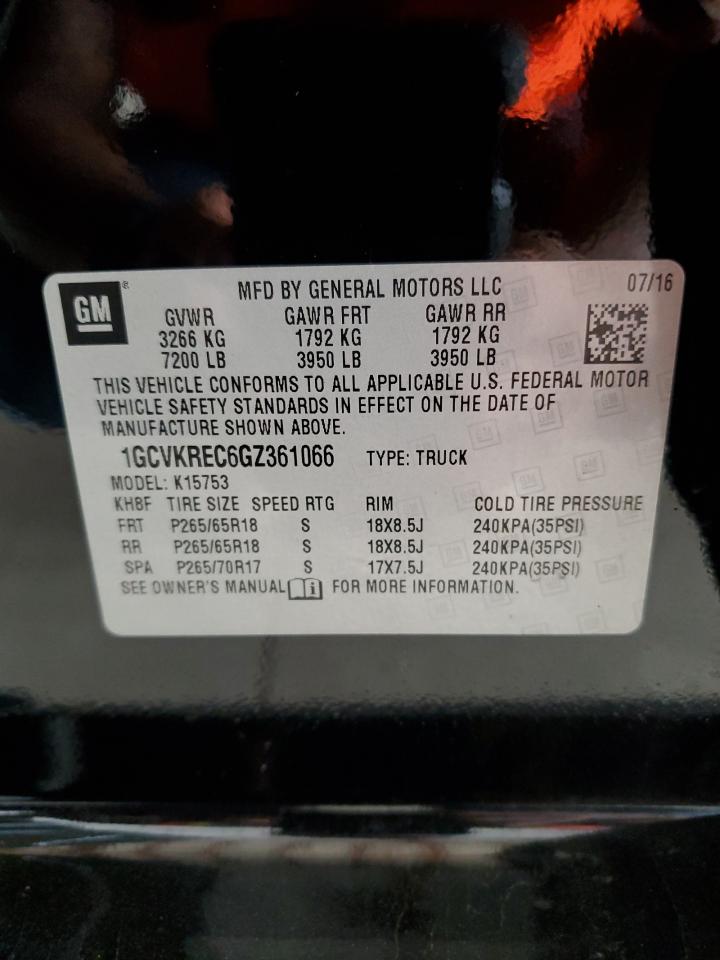 GM®
MFD BY GENERAL MOTORS LLC 07/16
GVWR GAWR FRT GAWR RR
3266 KG 1792 KG 1792 KG
7200 LB 3950 LB 3950 LB
THIS VEHICLE CONFORMS TO ALL APPLICABLE U.S. FEDERAL MOTOR
VEHICLE SAFETY STANDARDS IN EFFECT ON THE DATE OF
MANUFACTURE SHOWN ABOVE.
1GCVKREC6GZ361066 TYPE: TRUCK
MODEL: K15753
KHBF TIRE SIZE SPEED RTG RIM COLD TIRE PRESSURE
FRT P265/65R18 S 18X8.5J 240KPA(35PSI)
RR P265/65R18 S 18X8.5J 240KPA(35PSI)
SPA P265/70R17 S 17X7.5J 240KPA(35PSI)
SEE OWNER'S MANUAL i FOR MORE INFORMATION.